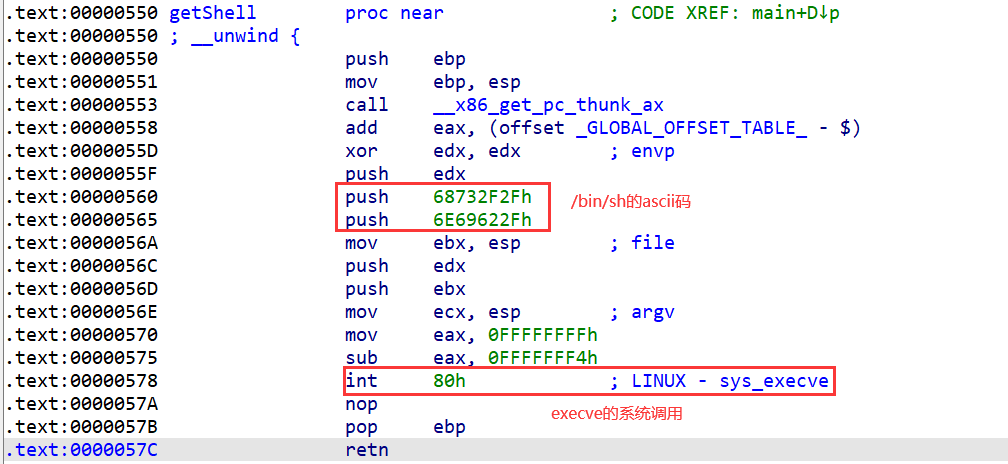 .text:00000550 getShell proc near ; CODE XREF: main+D↓p
.text:00000550 ; __unwind {
.text:00000550 push ebp
.text:00000551 mov ebp, esp
.text:00000553 call __x86_get_pc_thunk_ax
.text:00000558 add eax, (offset _GLOBAL_OFFSET_TABLE_ - $)
.text:0000055D xor edx, edx ; envp
.text:0000055F push edx
.text:00000560 push 68732F2Fh /bin/sh的ascii码
.text:00000565 push 6E69622Fh
.text:0000056A mov ebx, esp ; file
.text:0000056C push edx
.text:0000056D push ebx
.text:0000056E mov ecx, esp ; argv
.text:00000570 mov eax, 0FFFFFFFFh
.text:00000575 sub eax, 0FFFFFFF4h
.text:00000578 int 80h ; LINUX - sys_execve
.text:0000057A nop execve的系统调用
.text:0000057B pop ebp
.text:0000057C retn